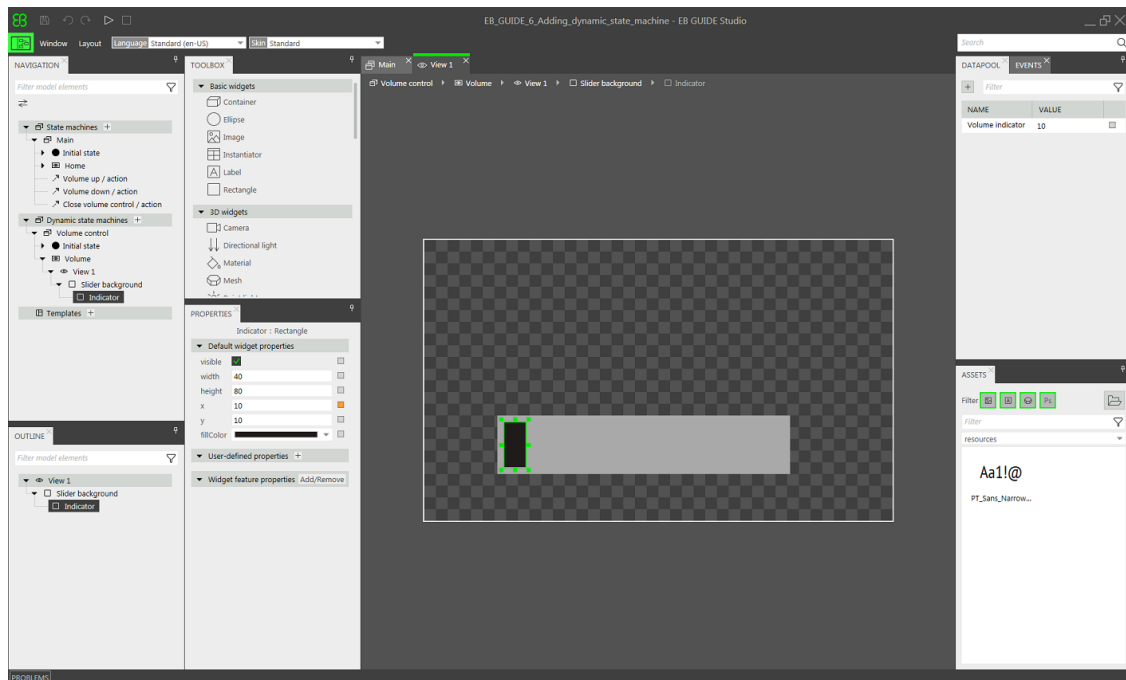 EB
EB_GUIDE_6_Adding_dynamic_state_machine - EB GUIDE Studio
Window Layout Language Standard (en-US) Skin Standard
Search
NAVIGATION
Filter model elements
State machines +
Main
Initial state
Home
Volume up / action
Volume down / action
Close volume control / action
Dynamic state machines +
Volume control
Initial state
Volume
View 1
Slider background
Indicator
Templates +
OUTLINE
Filter model elements
View 1
Slider background
Indicator
TOOLBOX
Basic widgets
Container
Ellipse
Image
Instantiator
Label
Rectangle
3D widgets
Camera
Directional light
Material
Mesh
PROPERTIES
Indicator : Rectangle
Default widget properties
visible
width 40
height 80
x 10
y 10
fillColor
User-defined properties +
Widget feature properties Add/Remove
Main View 1
Volume control Volume View 1 Slider background Indicator
DATAPOOL EVENTS
+ Filter
NAME VALUE
Volume indicator 10
ASSETS
Filter Ps
Filter
resources
Aa1!@
PT_Sans_Narrow...
PROBLEMS